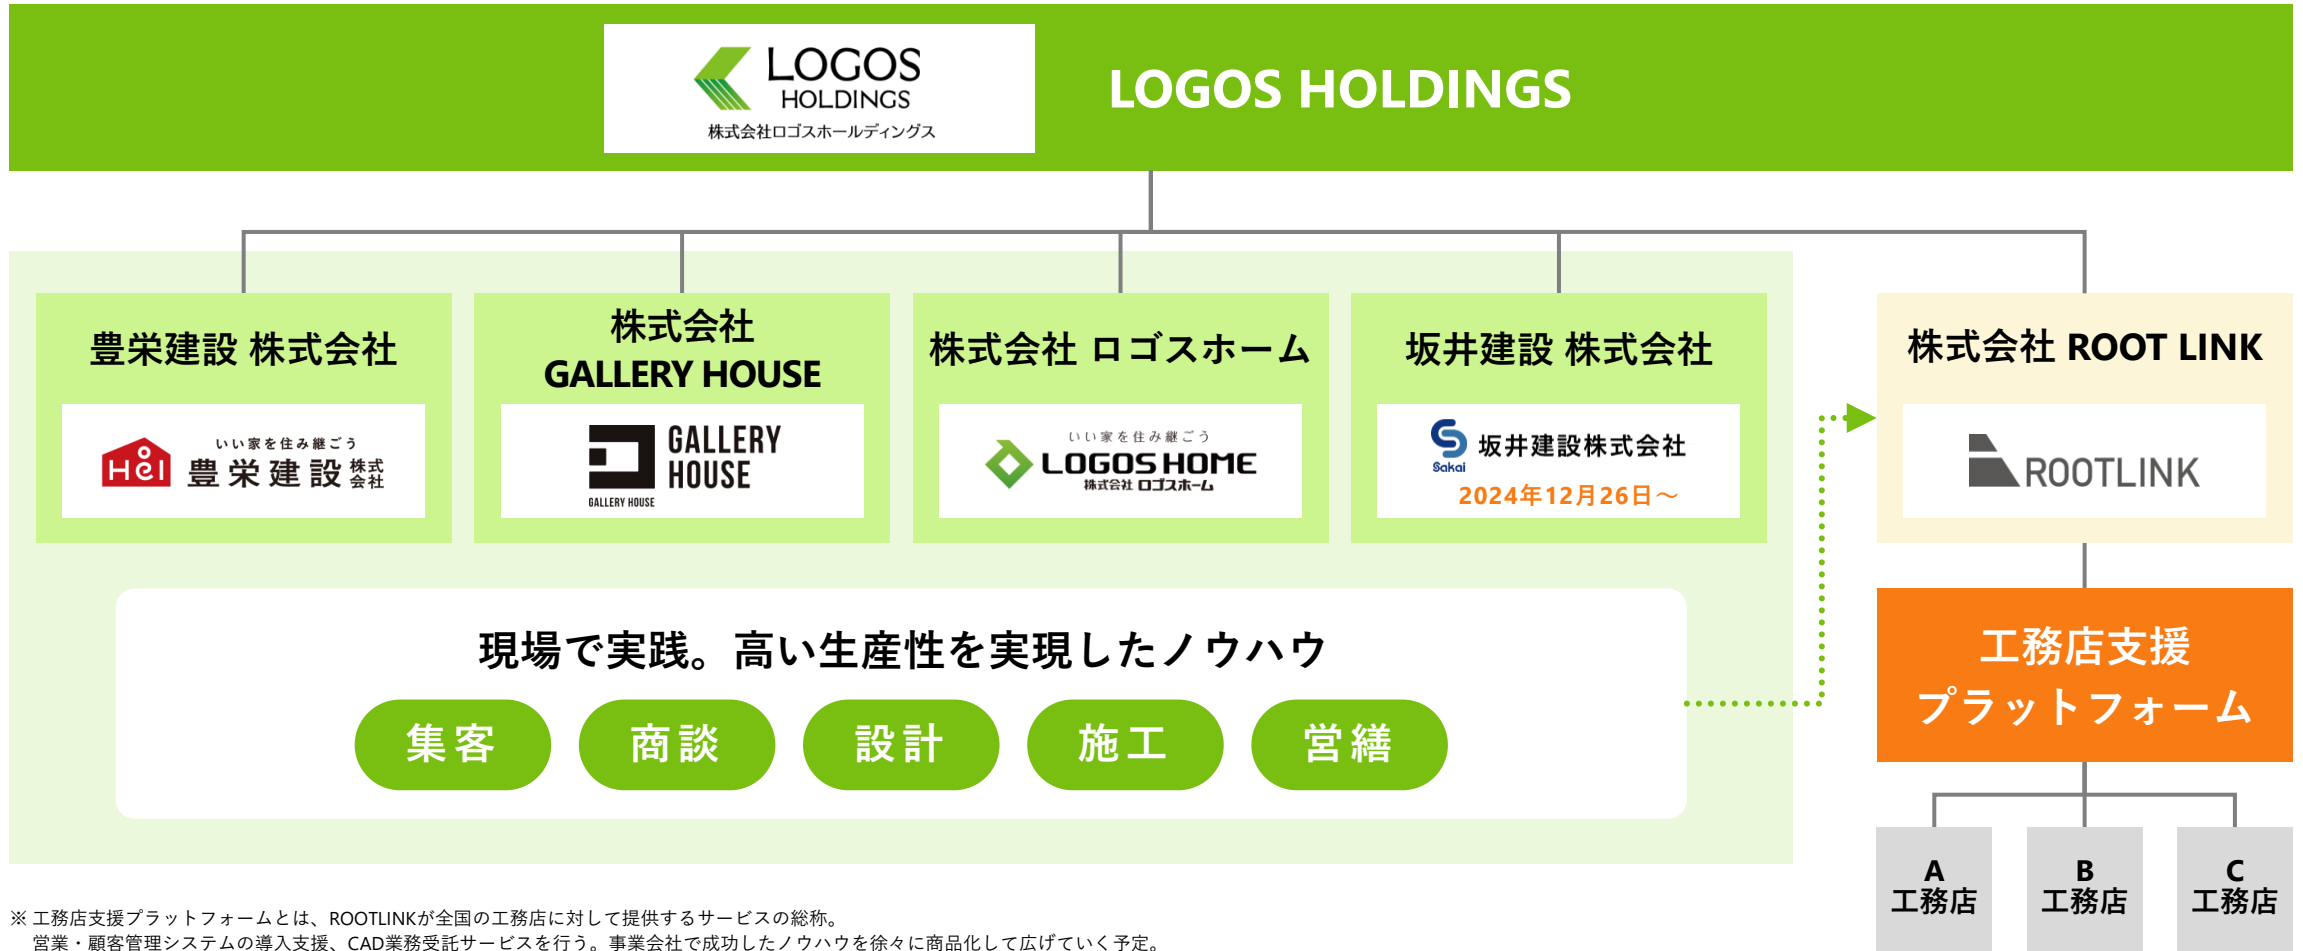 LOGOS
HOLDINGS
株式会社ロゴスホールディングス
LOGOS HOLDINGS
豊栄建設 株式会社
Hel
いい家を住み継ごう
豊栄建設 株式会社
株式会社
GALLERY HOUSE
GALLERY
HOUSE
GALLERY HOUSE
株式会社 ロゴスホーム
いい家を住み継ごう
LOGOS HOME
株式会社 ロゴスホーム
坂井建設 株式会社
Sakai
坂井建設株式会社
2024年12月26日～
株式会社 ROOT LINK
ROOTLINK
現場で実践。高い生産性を実現したノウハウ
集客
商談
設計
施工
営繕
工務店支援
プラットフォーム
A
工務店
B
工務店
C
工務店
※ 工務店支援プラットフォームとは、ROOTLINKが全国の工務店に対して提供するサービスの総称。
営業・顧客管理システムの導入支援、CAD業務受託サービスを行う。事業会社で成功したノウハウを徐々に商品化して広げていく予定。